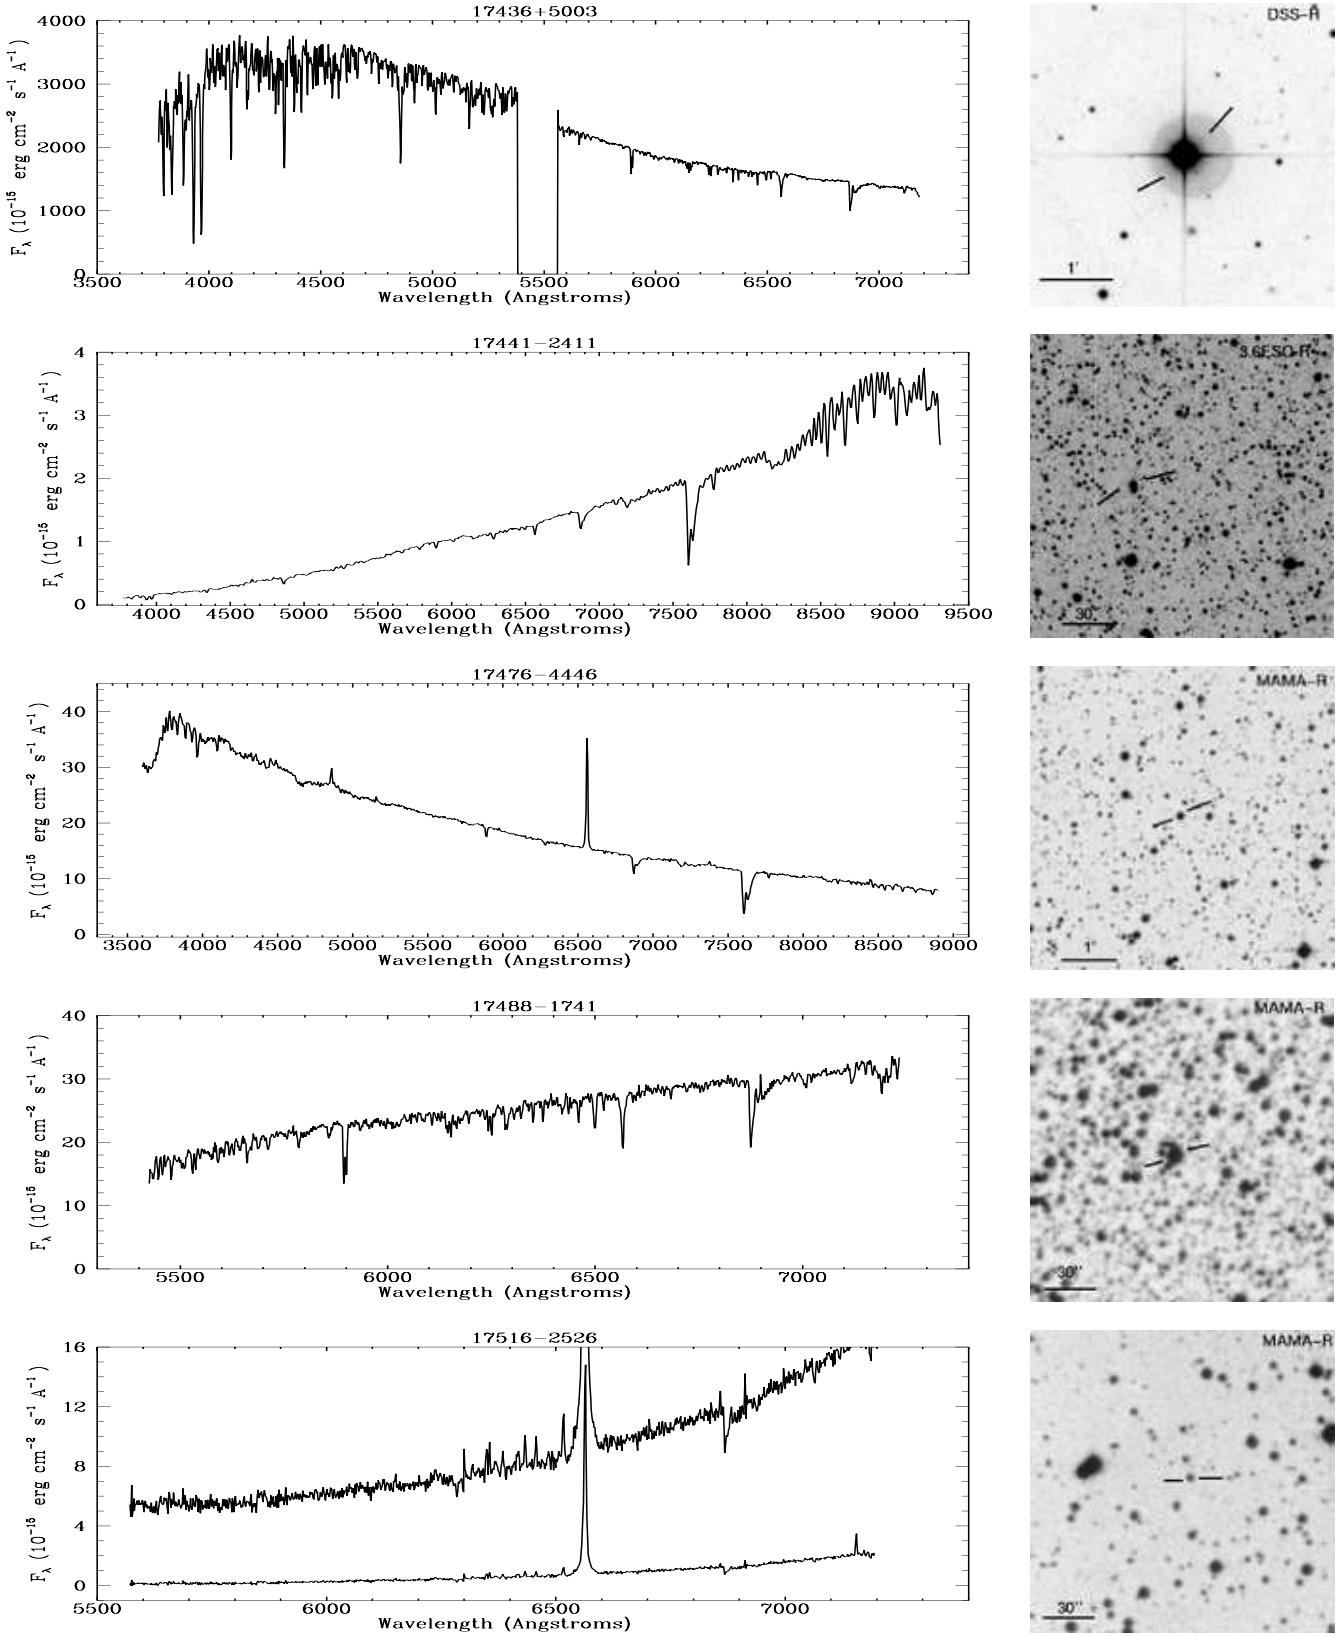 17436+5003
DSS-R
4000
3000
2000
1000
0
F_λ (10⁻¹⁵ erg cm⁻² s⁻¹ A⁻¹)
3500 4000 4500 5000 5500 6000 6500 7000
Wavelength (Angstroms)
1'
17441-2411
3.6ESO-R
4
3
2
1
0
F_λ (10⁻¹⁵ erg cm⁻² s⁻¹ A⁻¹)
4000 4500 5000 5500 6000 6500 7000 7500 8000 8500 9000 9500
Wavelength (Angstroms)
30''
17476-4446
MAMA-R
40
30
20
10
0
F_λ (10⁻¹⁵ erg cm⁻² s⁻¹ A⁻¹)
3500 4000 4500 5000 5500 6000 6500 7000 7500 8000 8500 9000
Wavelength (Angstroms)
1'
17488-1741
MAMA-R
40
30
20
10
0
F_λ (10⁻¹⁵ erg cm⁻² s⁻¹ A⁻¹)
5500 6000 6500 7000
Wavelength (Angstroms)
30''
17516-2526
MAMA-R
16
12
8
4
0
F_λ (10⁻¹⁵ erg cm⁻² s⁻¹ A⁻¹)
5500 6000 6500 7000
Wavelength (Angstroms)
30''